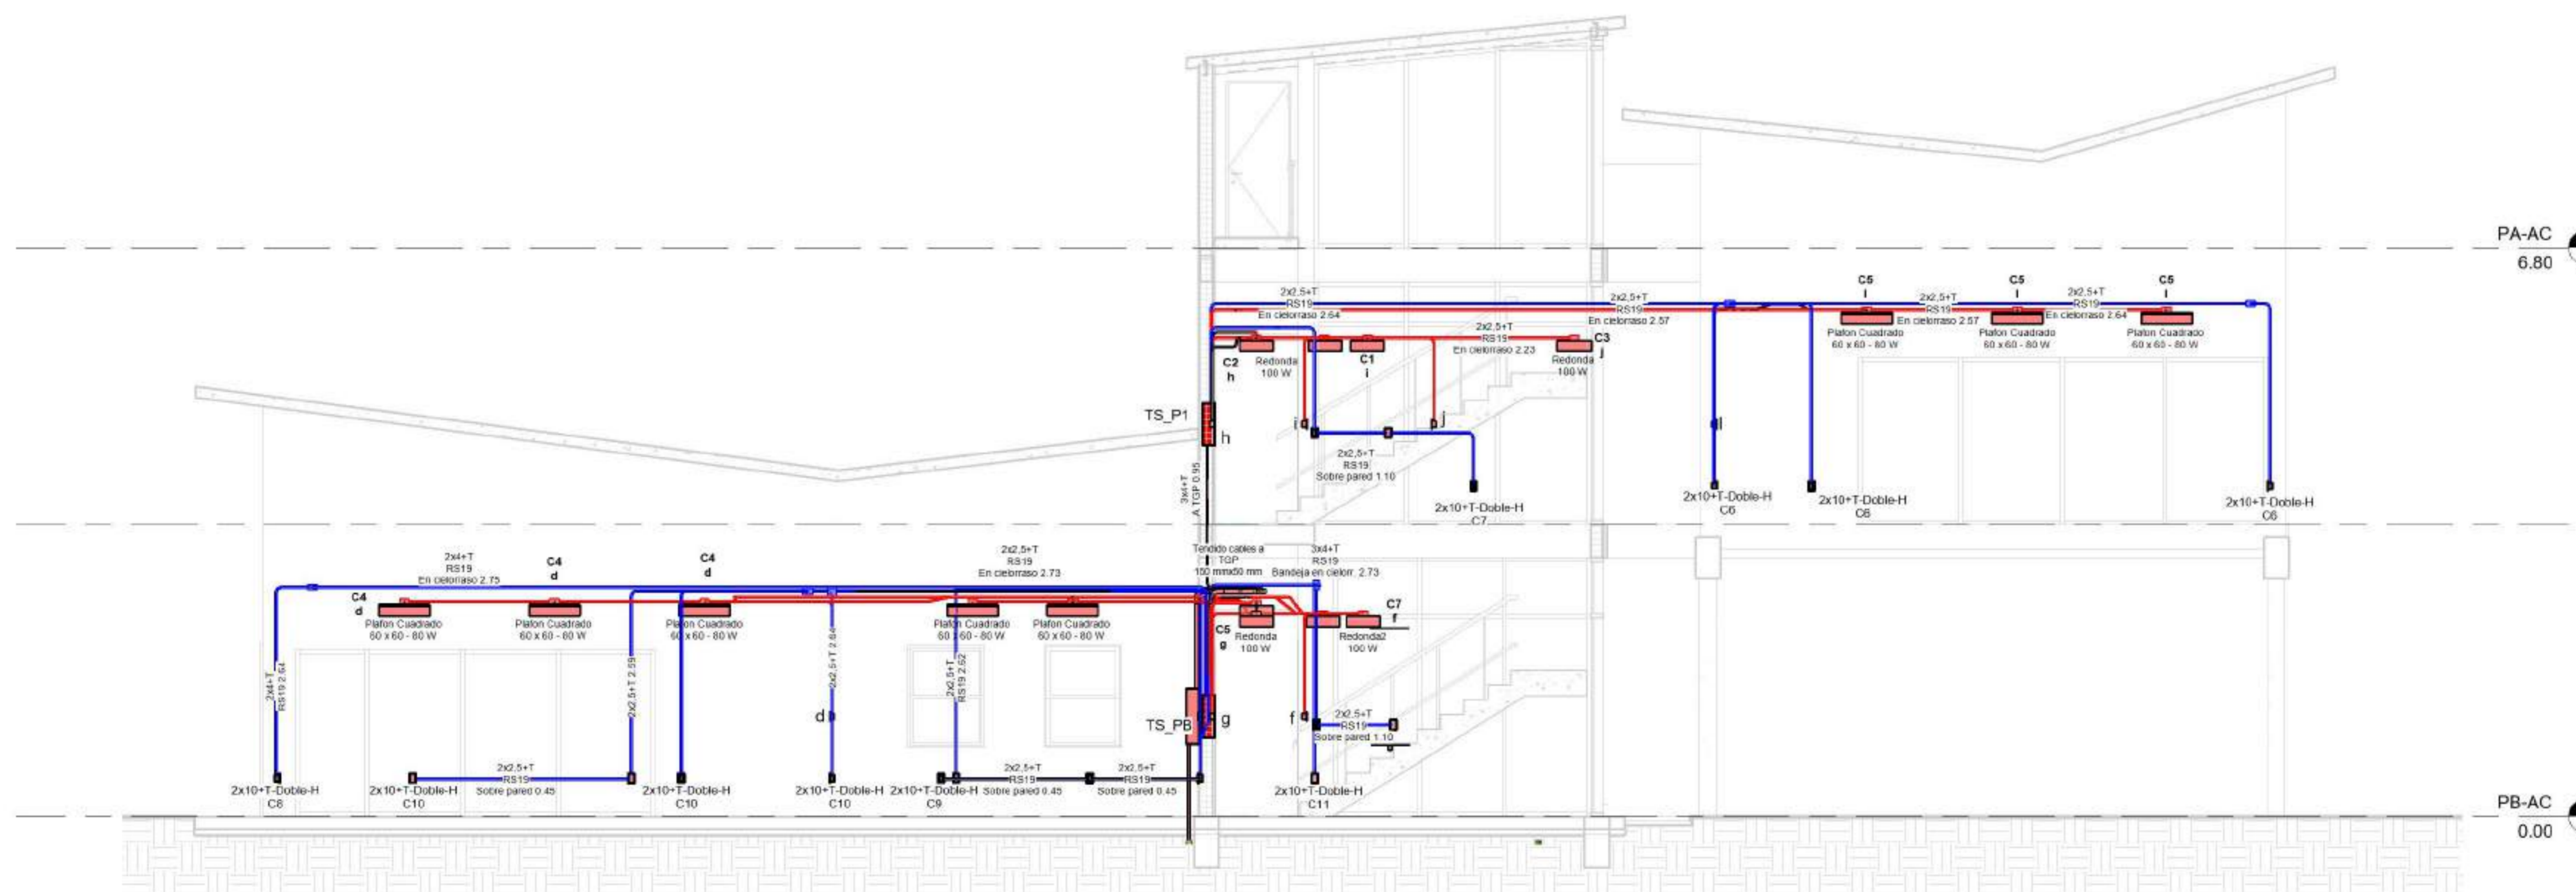 PA-AC
6.80
C5
l
C5
l
C5
l
2x2,5+T
RS19
En cielorraso 2.64
2x2,5+T
RS19
En cielorraso 2.57
2x2,5+T
RS19
En cielorraso 2.57
2x2,5+T
RS19
En cielorraso 2.64
Plafon Cuadrado
60 x 60 - 80 W
Plafon Cuadrado
60 x 60 - 80 W
Plafon Cuadrado
60 x 60 - 80 W
2x2,5+T
RS19
En cielorraso 2.23
C2
h
Redonda
100 W
C1
i
C3
j
Redonda
100 W
TS_P1
h
i
j
l
2x2,5+T
RS19
Sobre pared 1.10
3x4+T
A TGP 0.95
2x10+T-Doble-H
C7
2x10+T-Doble-H
C6
2x10+T-Doble-H
C6
2x10+T-Doble-H
C6
2x4+T
RS19
En cielorraso 2.75
C4
d
C4
d
C4
d
2x2,5+T
RS19
En cielorraso 2.73
Tendido cables a
TGP
150 mmx50 mm
3x4+T
RS19
Bandeja en cielorr. 2.73
Plafon Cuadrado
60 x 60 - 80 W
Plafon Cuadrado
60 x 60 - 80 W
Plafon Cuadrado
60 x 60 - 80 W
Plafon Cuadrado
60 x 60 - 80 W
Plafon Cuadrado
60 x 60 - 80 W
C5
g
Redonda
100 W
C7
f
Redonda2
100 W
2x4+T
RS19 2.64
2x2,5+T 2.59
2x2,5+T 2.64
2x2,5+T
RS19 2.62
d
TS_PB
g
f
2x2,5+T
RS19
Sobre pared 1.10
2x2,5+T
RS19
Sobre pared 0.45
2x2,5+T
RS19
Sobre pared 0.45
2x2,5+T
RS19
Sobre pared 0.45
2x10+T-Doble-H
C8
2x10+T-Doble-H
C10
2x10+T-Doble-H
C10
2x10+T-Doble-H
C10
2x10+T-Doble-H
C9
2x10+T-Doble-H
C11
PB-AC
0.00